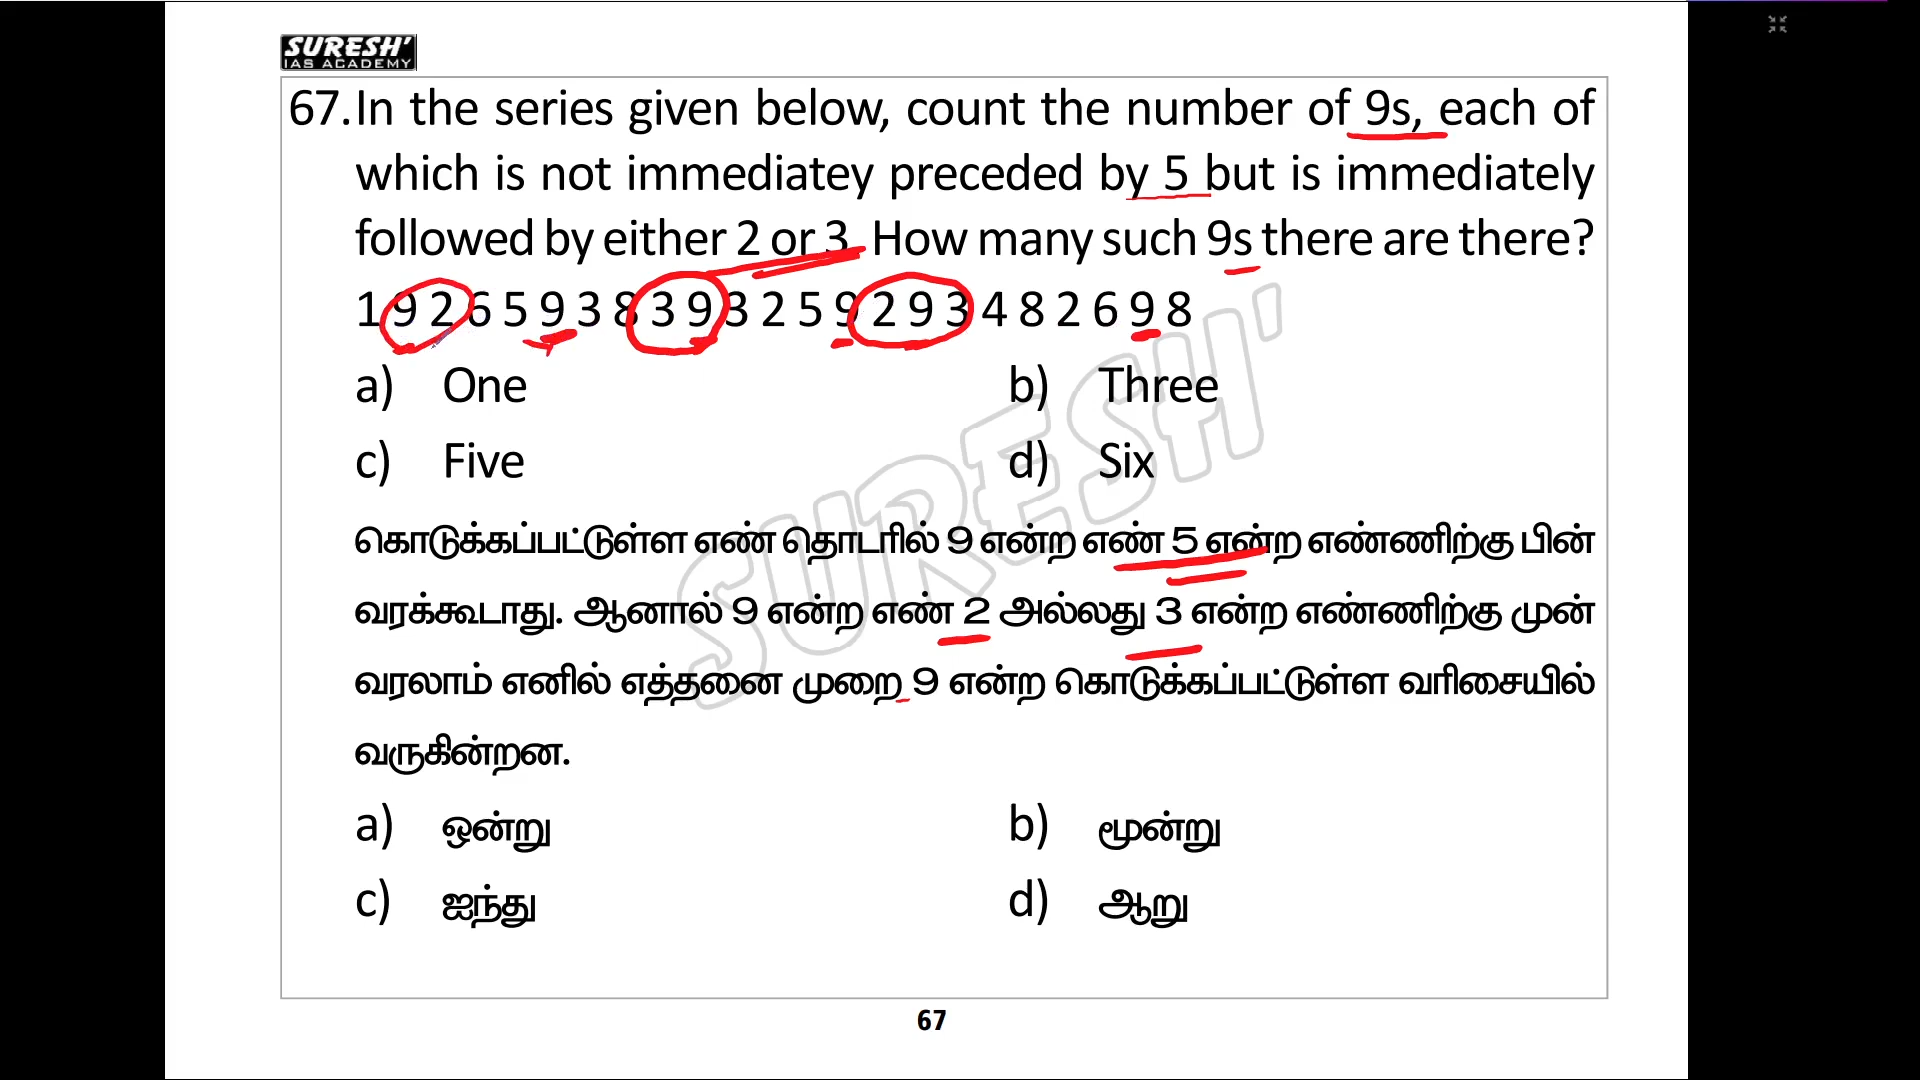 SURESH'
IAS ACADEMY
67. In the series given below, count the number of 9s, each of
which is not immediatey preceded by 5 but is immediately
followed by either 2 or 3. How many such 9s there are there?
1 9 2 6 5 9 3 8 3 9 3 2 5 9 2 9 3 4 8 2 6 9 8
a) One b) Three
c) Five d) Six
கொடுக்கப்பட்டுள்ள எண் தொடரில் 9 என்ற எண் 5 என்ற எண்ணிற்கு பின்
வரக்கூடாது. ஆனால் 9 என்ற எண் 2 அல்லது 3 என்ற எண்ணிற்கு முன்
வரலாம் எனில் எத்தனை முறை 9 என்ற கொடுக்கப்பட்டுள்ள வரிசையில்
வருகின்றன.
a) ஒன்று b) மூன்று
c) ஐந்து d) ஆறு
SURESH'
67